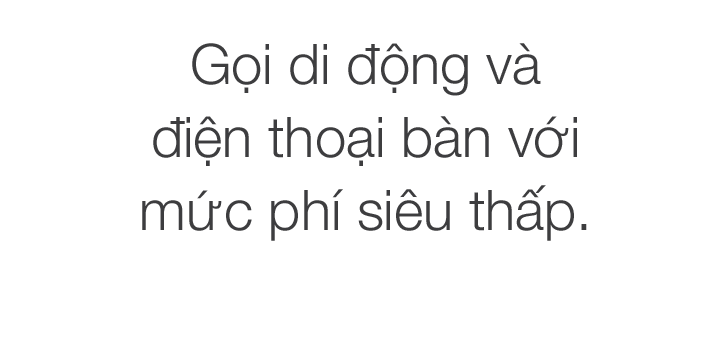 Gọi di động và
điện thoại bàn với
mức phí siêu thấp.